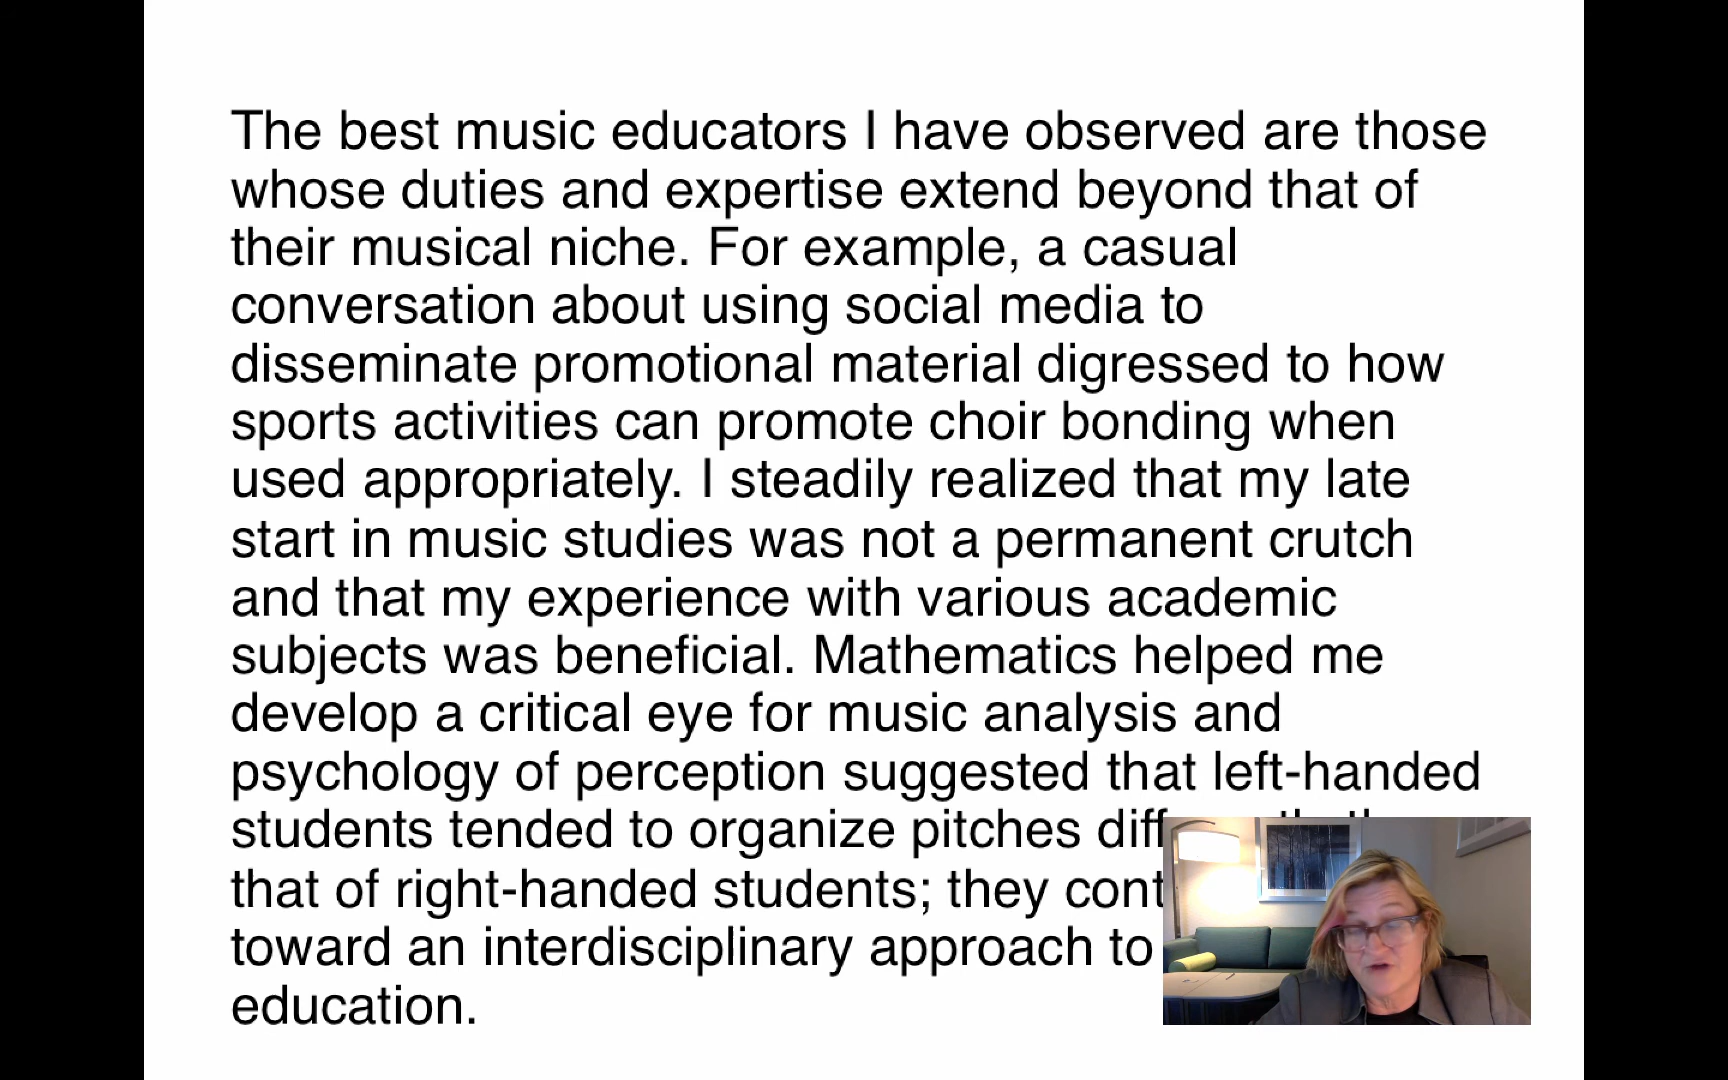 The best music educators I have observed are those
whose duties and expertise extend beyond that of
their musical niche. For example, a casual
conversation about using social media to
disseminate promotional material digressed to how
sports activities can promote choir bonding when
used appropriately. I steadily realized that my late
start in music studies was not a permanent crutch
and that my experience with various academic
subjects was beneficial. Mathematics helped me
develop a critical eye for music analysis and
psychology of perception suggested that left-handed
students tended to organize pitches
that of right-handed students; they
toward an interdisciplinary approach to
education.